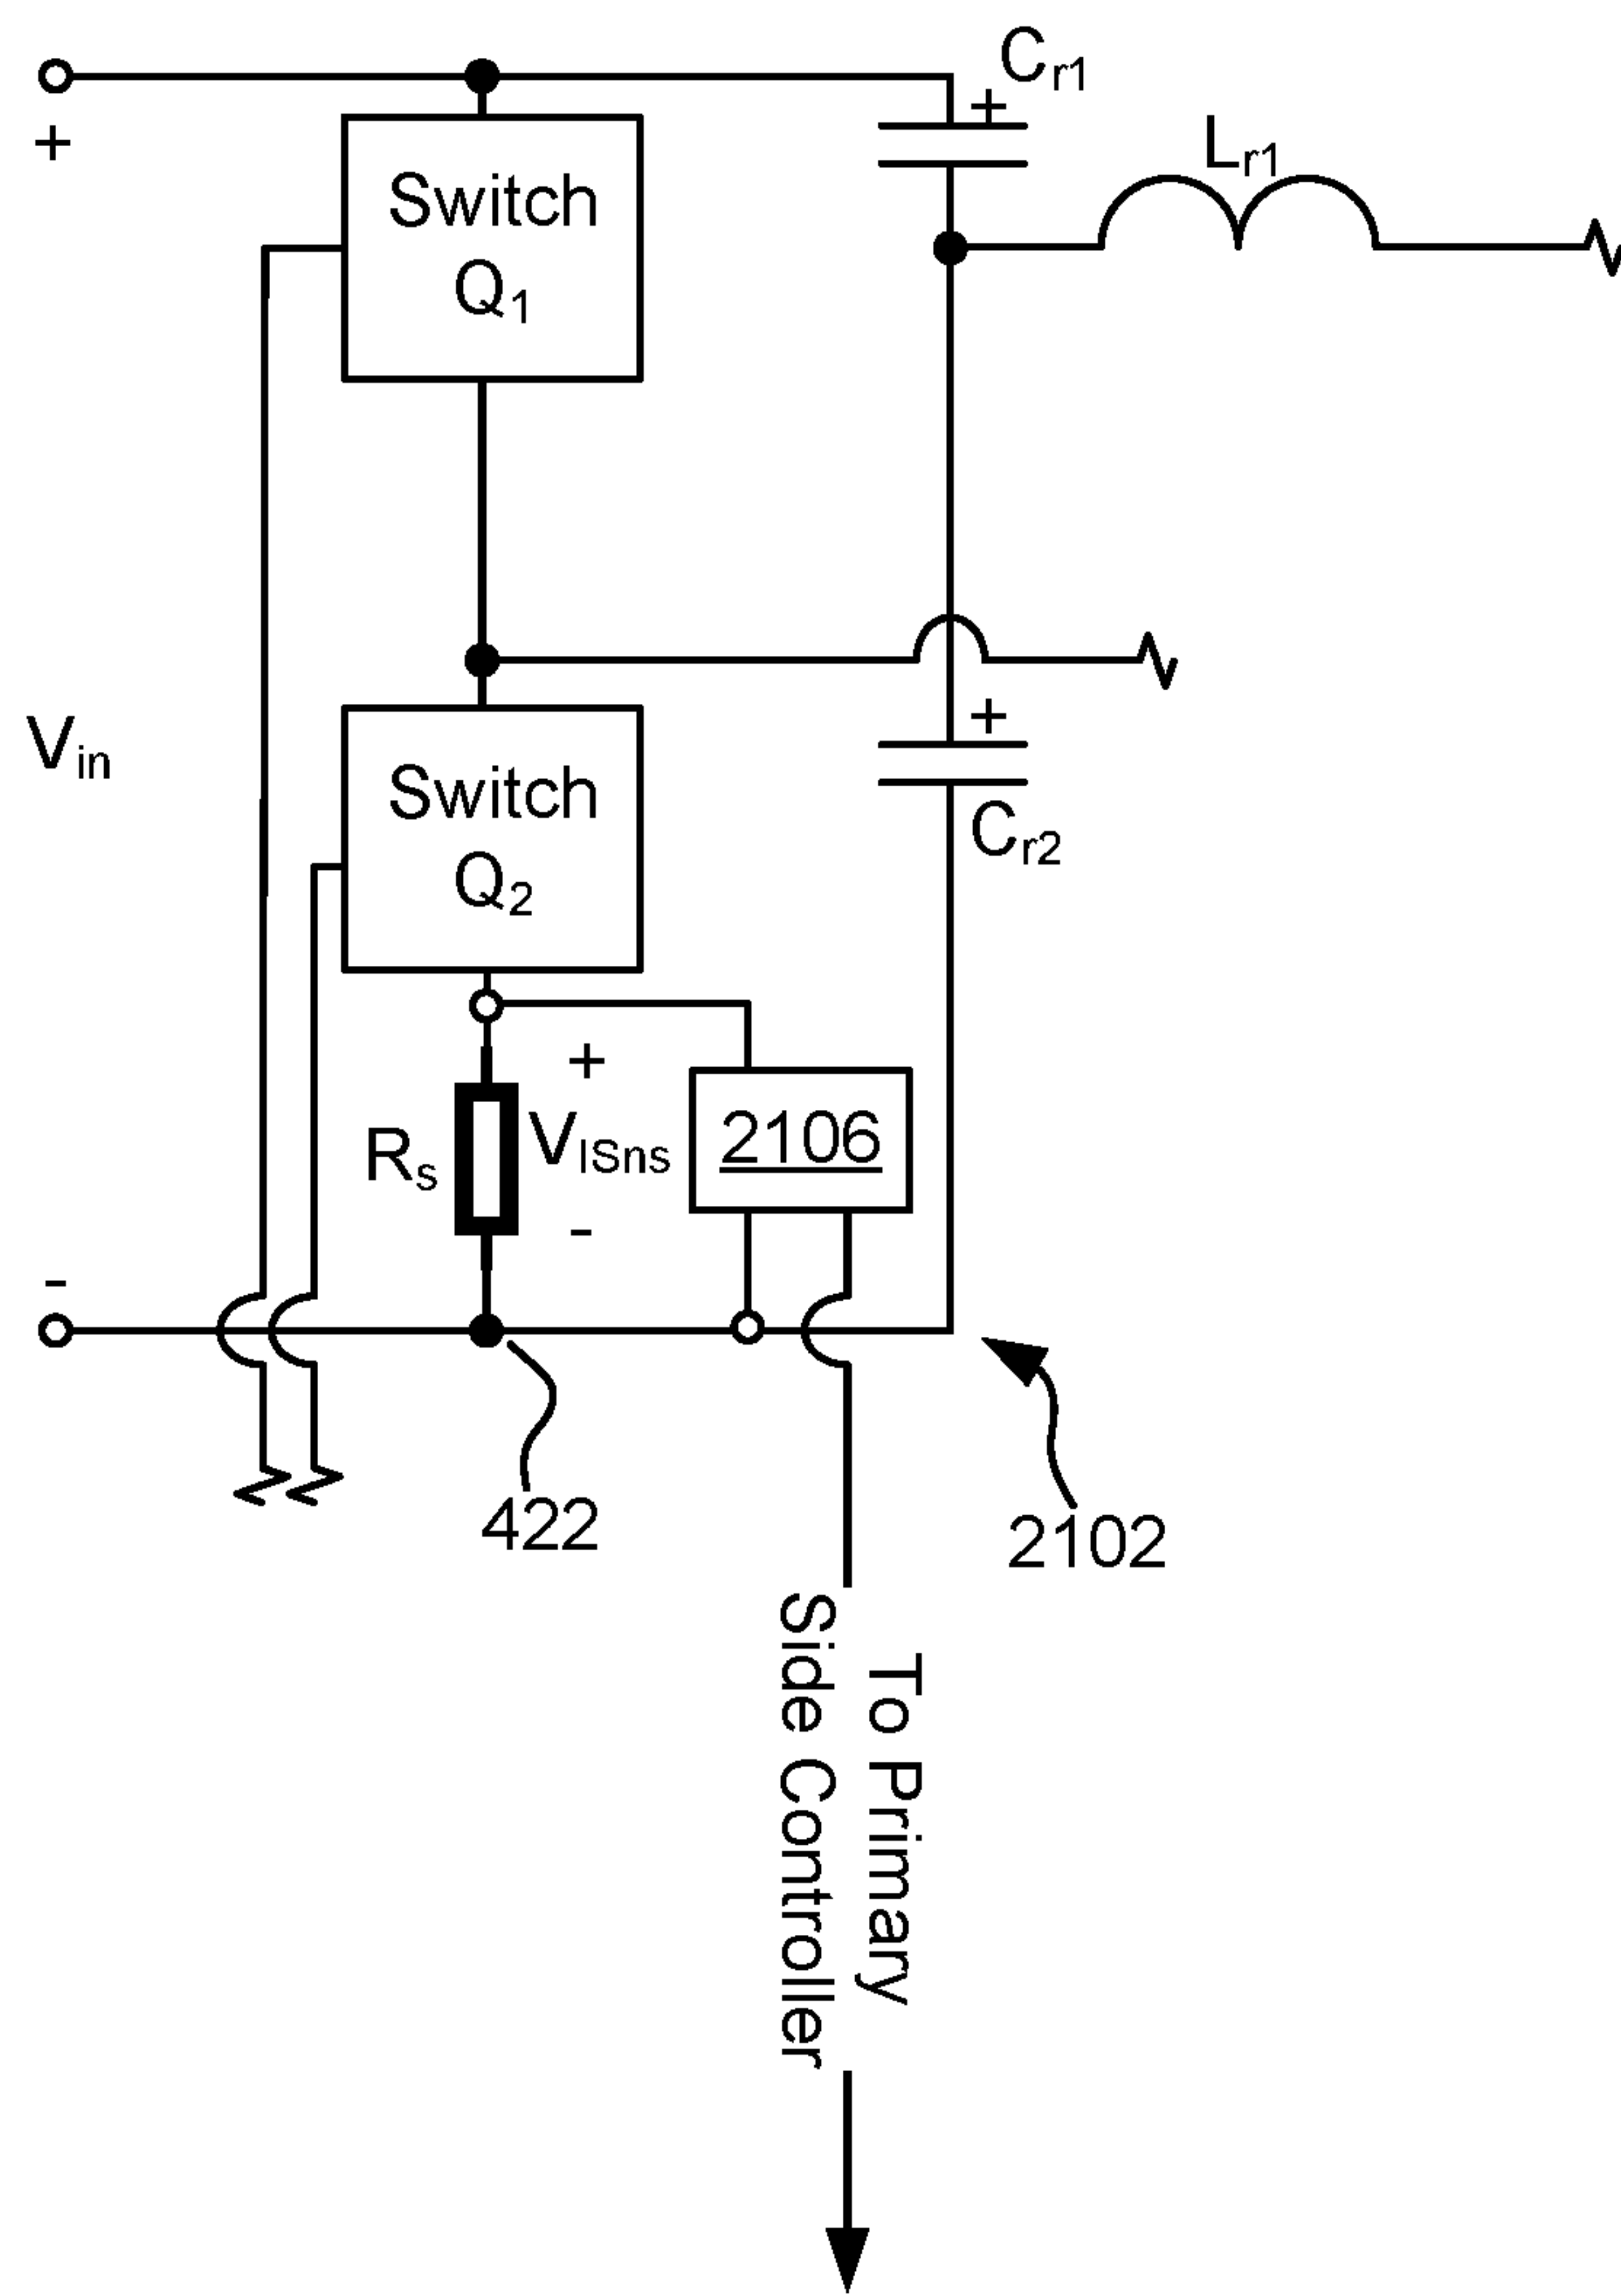 Cr1
+
+
Lr1
Switch
Q1
+
Vin
Switch
Q2
Cr2
+
Rs
VISns
2106
-
-
422
2102
To Primary
Side Controller